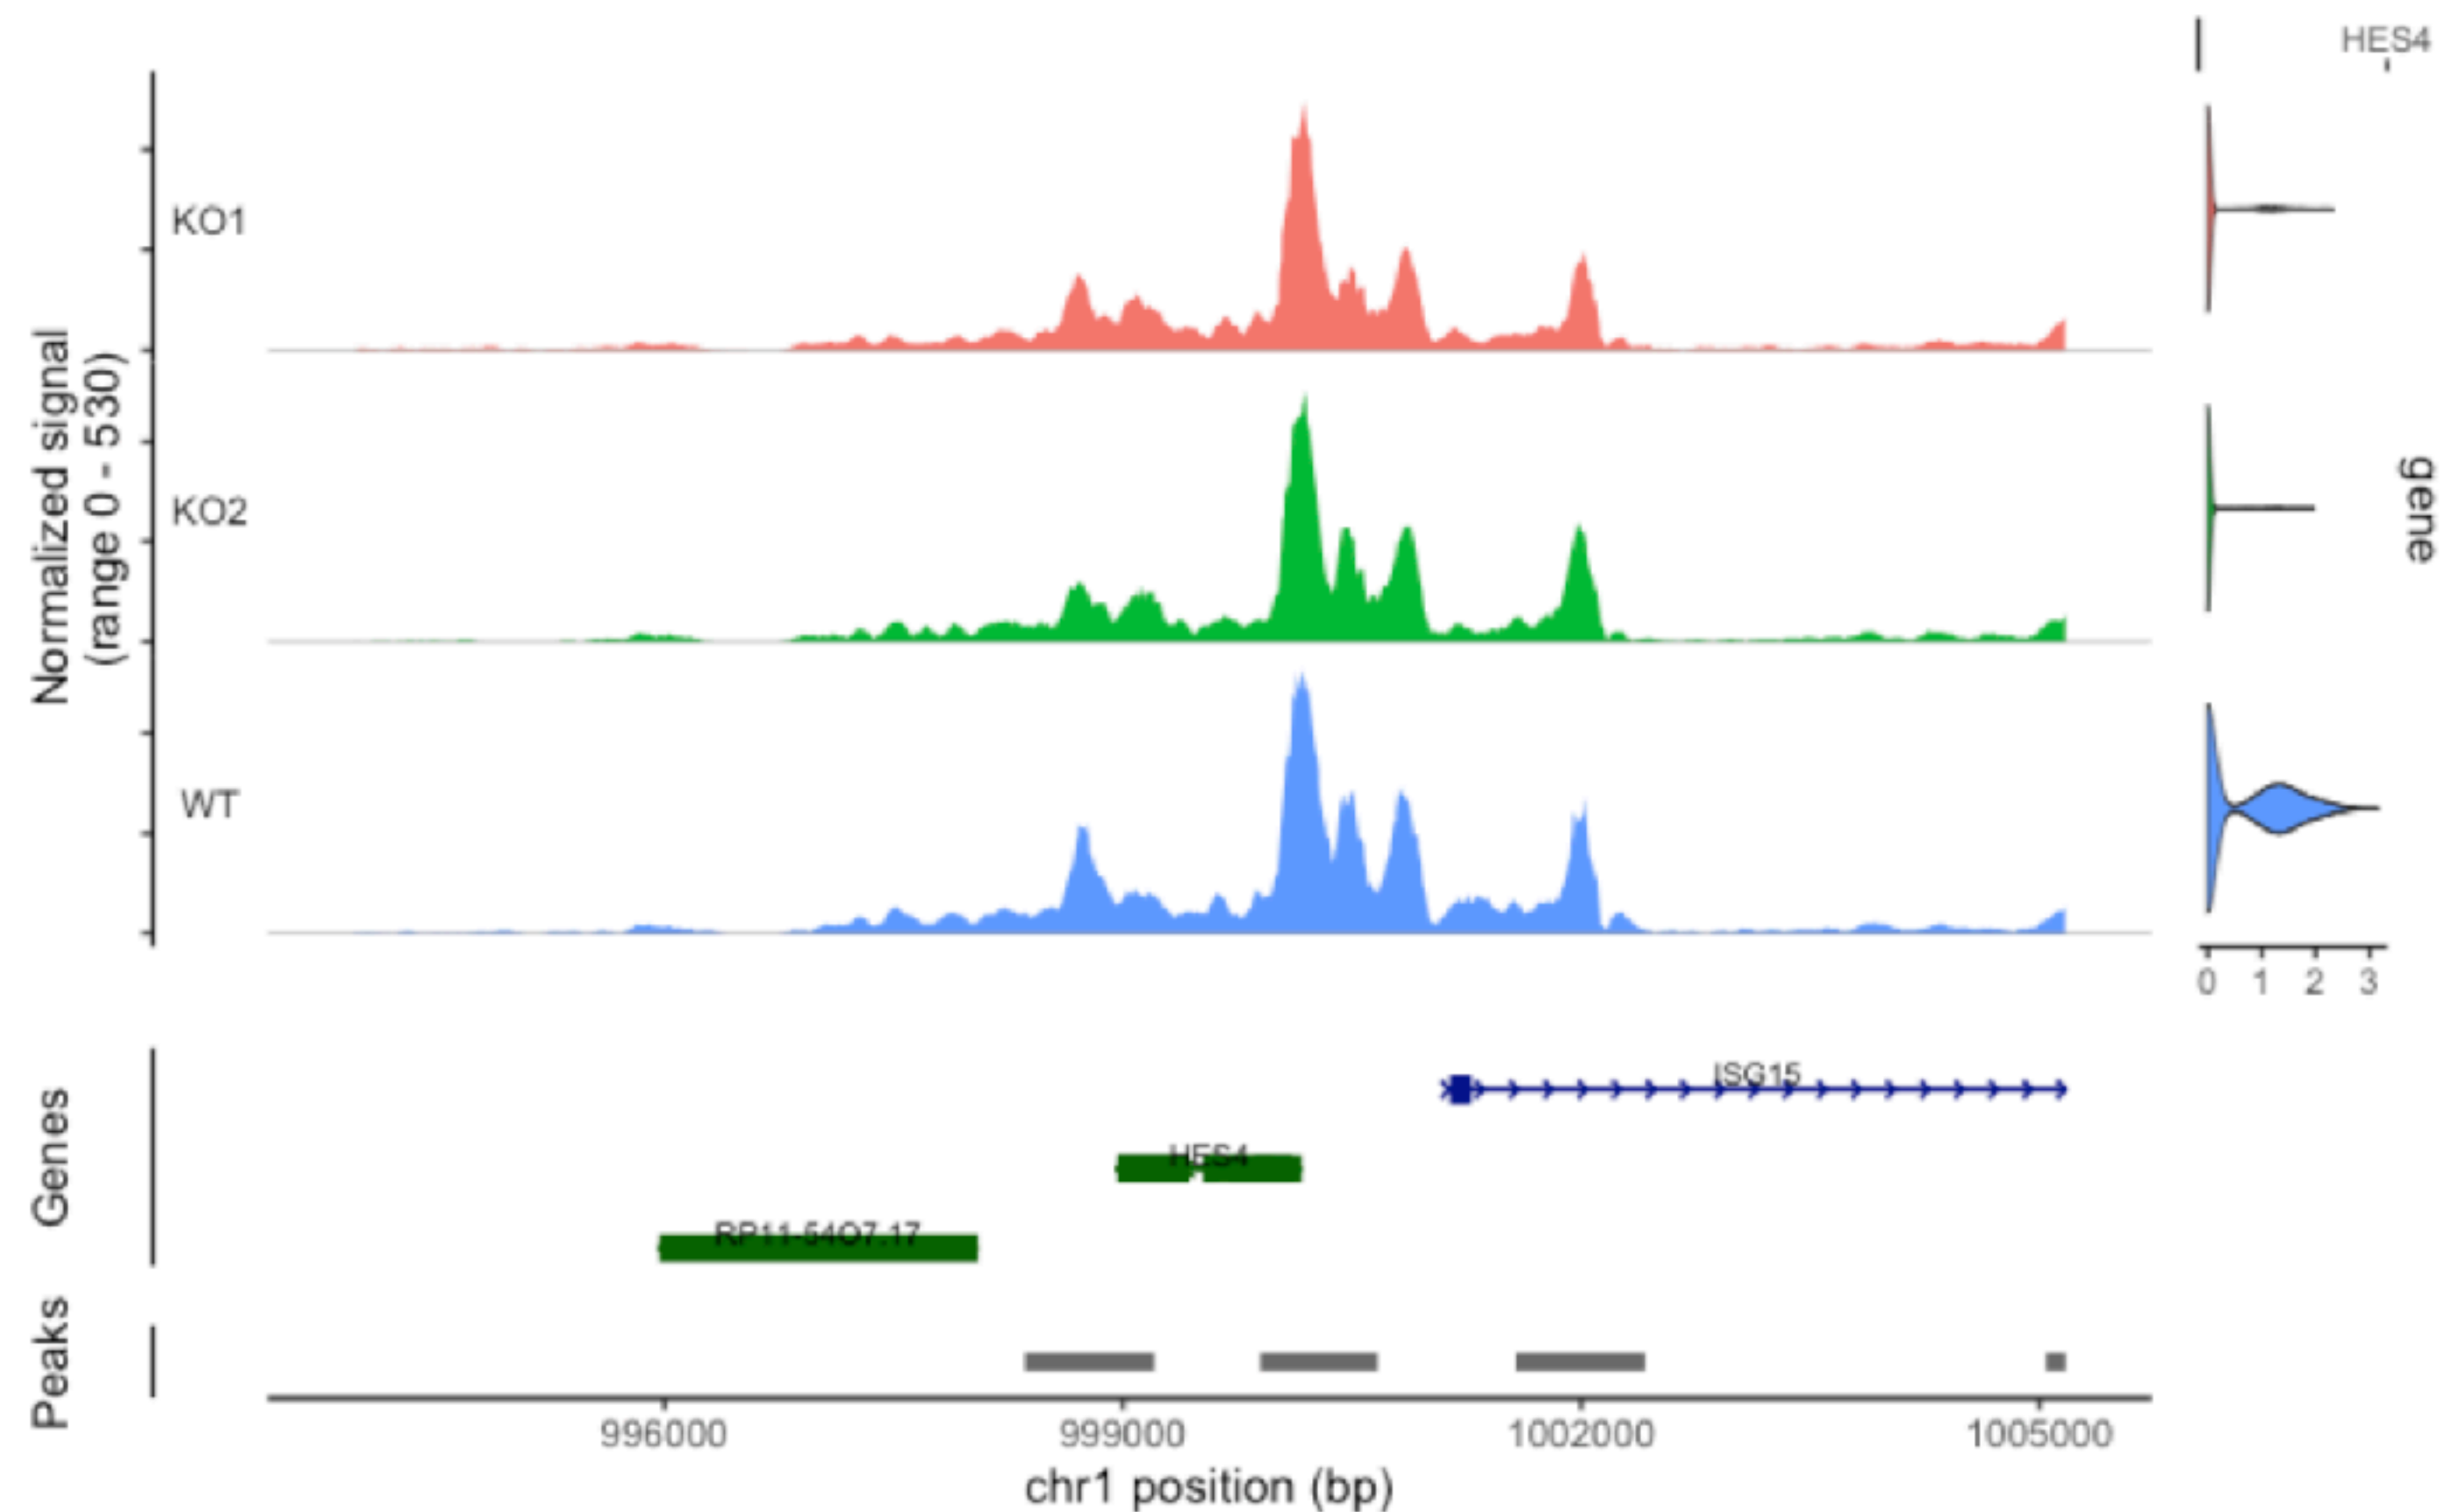 HES4
KO1
KO2
WT
Normalized signal
(range 0 - 530)
gene
0 1 2 3
ISG15
HES4
RP11-54O7.17
Genes
Peaks
996000 999000 1002000 1005000
chr1 position (bp)